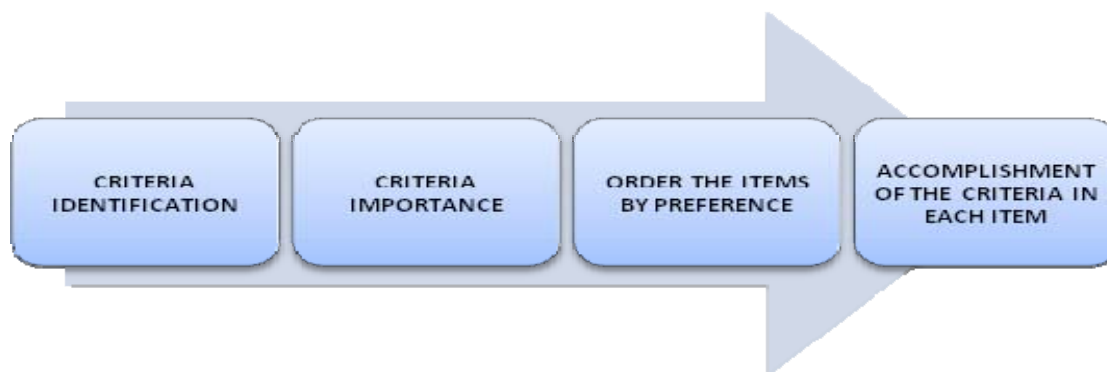 CRITERIA
IDENTIFICATION
CRITERIA
IMPORTANCE
ORDER THE ITEMS
BY PREFERENCE
ACCOMPLISHMENT
OF THE CRITERIA IN
EACH ITEM